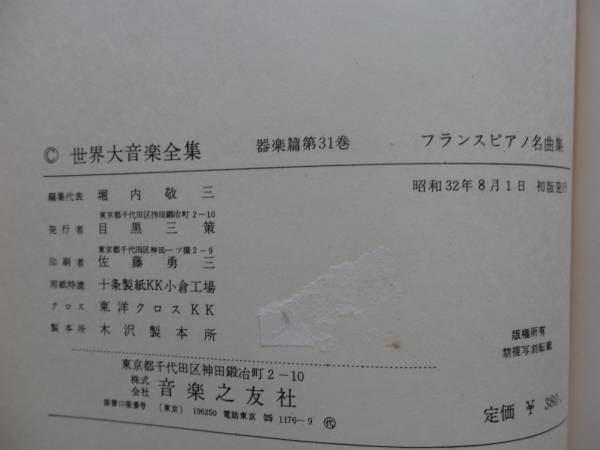 © 世界大音楽全集 器楽篇第31巻 フランスピアノ名曲集
昭和32年8月1日 初版発行
編集代表 堀内敬三
東京都千代田区神田鍛冶町2-10
発行者 目黒三策
東京都千代田区神田一ツ橋2-9
印刷者 佐藤勇三
用紙特漉 十条製紙KK小倉工場
クロス 東洋クロスKK
製本所 木沢製本所
版権所有
禁複写刻転載
東京都千代田区神田鍛冶町2-10
株式会社 音楽之友社
定価 ¥ 380.
振替口座番号 〔東京〕 196250 電話東京 1176-9 代